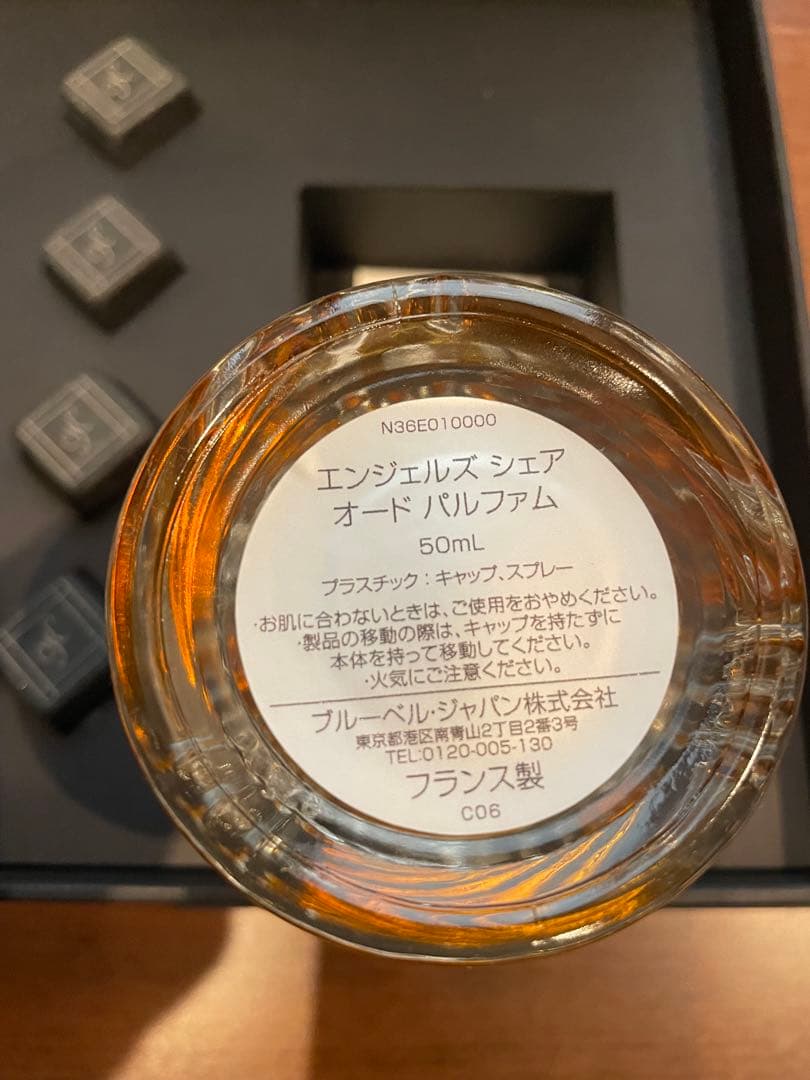 N36E010000
エンジェルズ シェア
オード パルファム
50mL
プラスチック：キャップ、スプレー
・お肌に合わないときは、ご使用をおやめください。
・製品の移動の際は、キャップを持たずに
本体を持って移動してください。
・火気にご注意ください。
ブルーベル・ジャパン株式会社
東京都港区南青山2丁目2番3号
TEL:0120-005-130
フランス製
C06